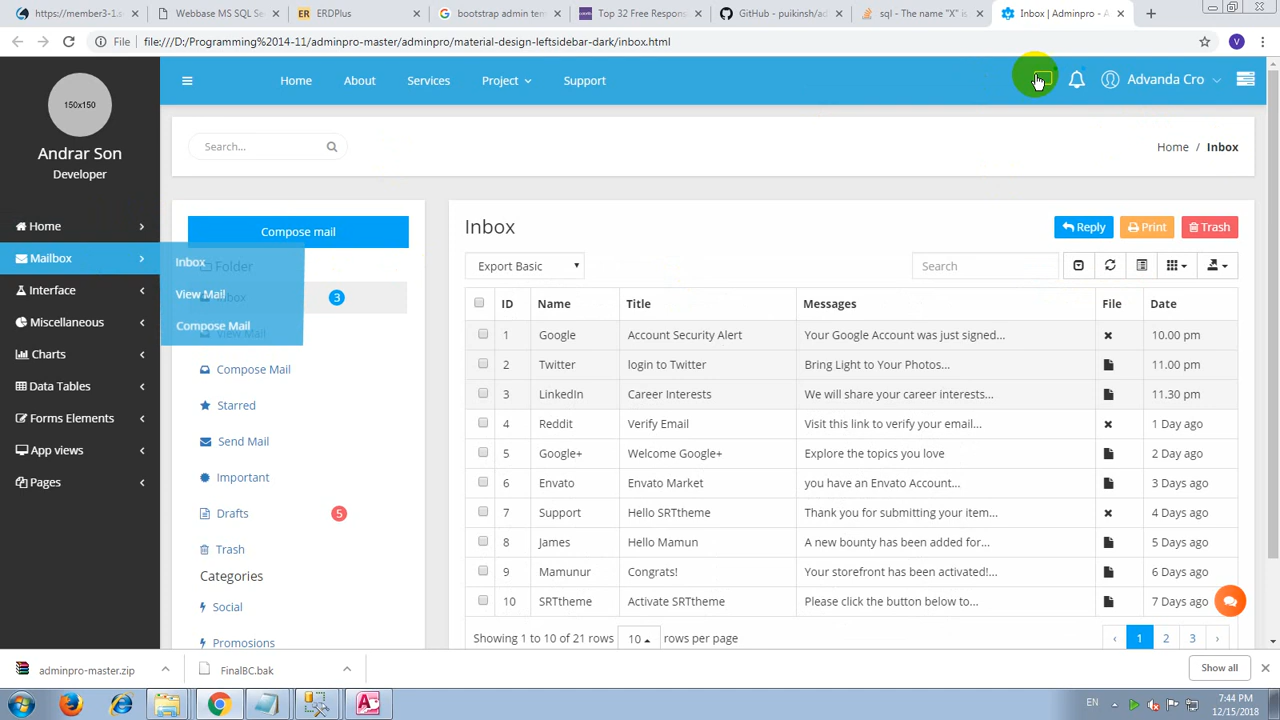 https://member3-1.s
Webbase MS SQL Se
ER ERDPlus
bootstrap admin tem
Top 32 Free Respon
GitHub - puikinsh/ad
sql - The name "X" is
Inbox | Adminpro - A
File | file:///D:/Programming%2014-11/adminpro-master/adminpro/material-design-leftsidebar-dark/inbox.html
V
Home About Services Project Support
Advanda Cro
150x150
Andrar Son
Developer
Home
Mailbox
Interface
Miscellaneous
Charts
Data Tables
Forms Elements
App views
Pages
Inbox
View Mail
Compose Mail
Search...
Home / Inbox
Compose mail
Folder
Inbox 3
View Mail
Compose Mail
Starred
Send Mail
Important
Drafts 5
Trash
Categories
Social
Promosions
Inbox
Reply Print Trash
Export Basic
Search
ID Name Title Messages File Date
1 Google Account Security Alert Your Google Account was just signed... 10.00 pm
2 Twitter login to Twitter Bring Light to Your Photos... 11.00 pm
3 LinkedIn Career Interests We will share your career interests... 11.30 pm
4 Reddit Verify Email Visit this link to verify your email... 1 Day ago
5 Google+ Welcome Google+ Explore the topics you love 2 Day ago
6 Envato Envato Market you have an Envato Account... 3 Days ago
7 Support Hello SRTtheme Thank you for submitting your item... 4 Days ago
8 James Hello Mamun A new bounty has been added for... 5 Days ago
9 Mamunur Congrats! Your storefront has been activated!... 6 Days ago
10 SRTtheme Activate SRTtheme Please click the button below to... 7 Days ago
Showing 1 to 10 of 21 rows 10 rows per page
‹ 1 2 3 ›
adminpro-master.zip
FinalBC.bak
Show all
EN
7:44 PM
12/15/2018